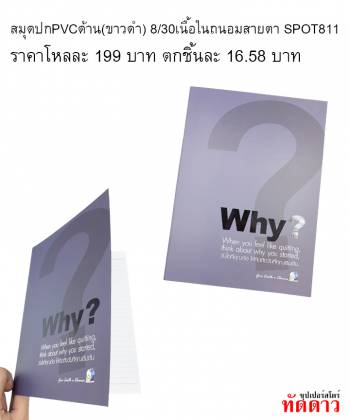 สมุดปกPVCด้าน(ขาวดำ) 8/30เนื้อในถนอมสายตา SPOT811
ราคาโหลละ 199 บาท ตกชิ้นละ 16.58 บาท
?
Why?
When you feel like quiting,
think about why you started,
?
Why?
When you feel like quiting,
think about why you started,
ซุปเปอร์สโตร์
ทัดดาว